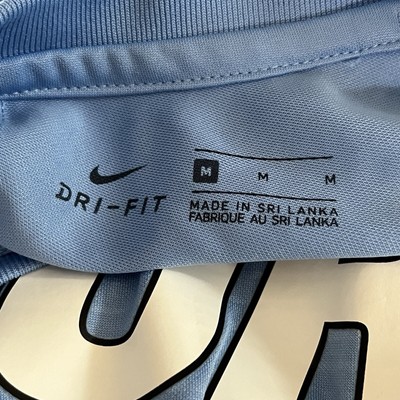 DRI-FIT
M M M
MADE IN SRI LANKA
FABRIQUE AU SRI LANKA